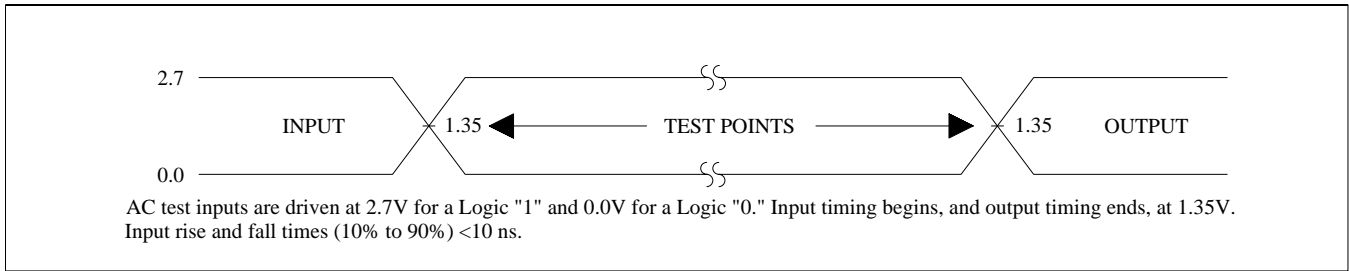 2.7
INPUT 1.35 TEST POINTS 1.35 OUTPUT
0.0
AC test inputs are driven at 2.7V for a Logic "1" and 0.0V for a Logic "0." Input timing begins, and output timing ends, at 1.35V.
Input rise and fall times (10% to 90%) <10 ns.